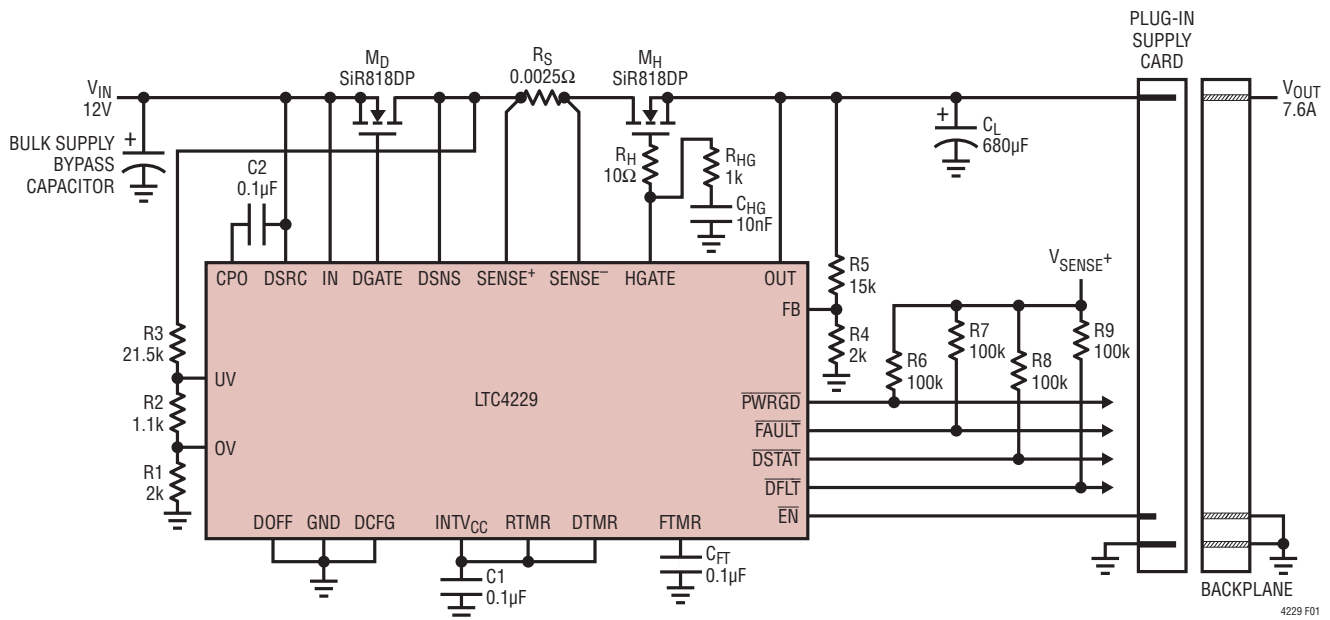 PLUG-IN
SUPPLY
CARD
M_D
SiR818DP
R_S
0.0025Ω
M_H
SiR818DP
V_IN
12V
V_OUT
7.6A
BULK SUPPLY
BYPASS
CAPACITOR
+
C2
0.1µF
R_H
10Ω
R_HG
1k
C_HG
10nF
+
C_L
680µF
CPO DSRC IN DGATE DSNS SENSE⁺ SENSE⁻ HGATE OUT
V_SENSE⁺
R5
15k
FB
R4
2k
R3
21.5k
UV
R2
1.1k
OV
R1
2k
LTC4229
R6
100k
R7
100k
R8
100k
R9
100k
PWRGD
FAULT
DSTAT
DFLT
EN
DOFF GND DCFG INTV_CC RTMR DTMR FTMR
C1
0.1µF
C_FT
0.1µF
BACKPLANE
4229 F01